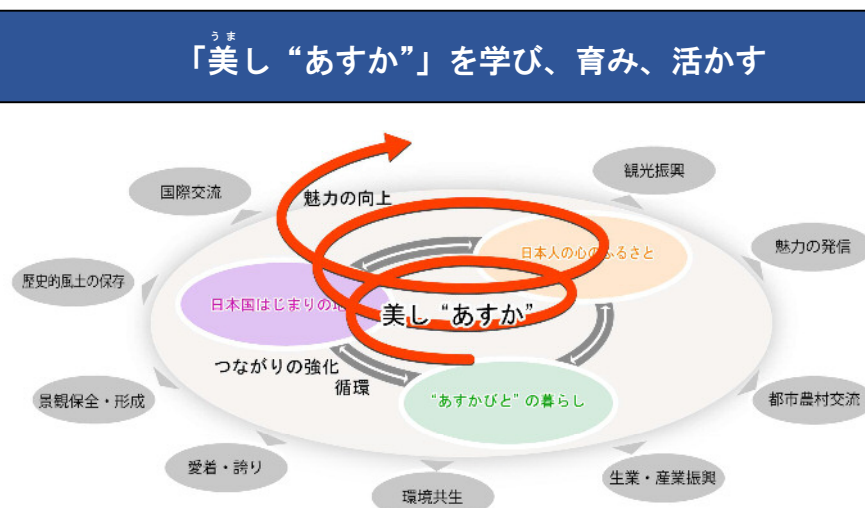 うま
「美し“あすか”」を学び、育み、活かす
観光振興
国際交流
魅力の向上
魅力の発信
日本人の心のふるさと
歴史的風土の保存
日本国はじまりの地
美し“あすか”
つながりの強化
循環
“あすかびと”の暮らし
景観保全・形成
都市農村交流
愛着・誇り
生業・産業振興
環境共生